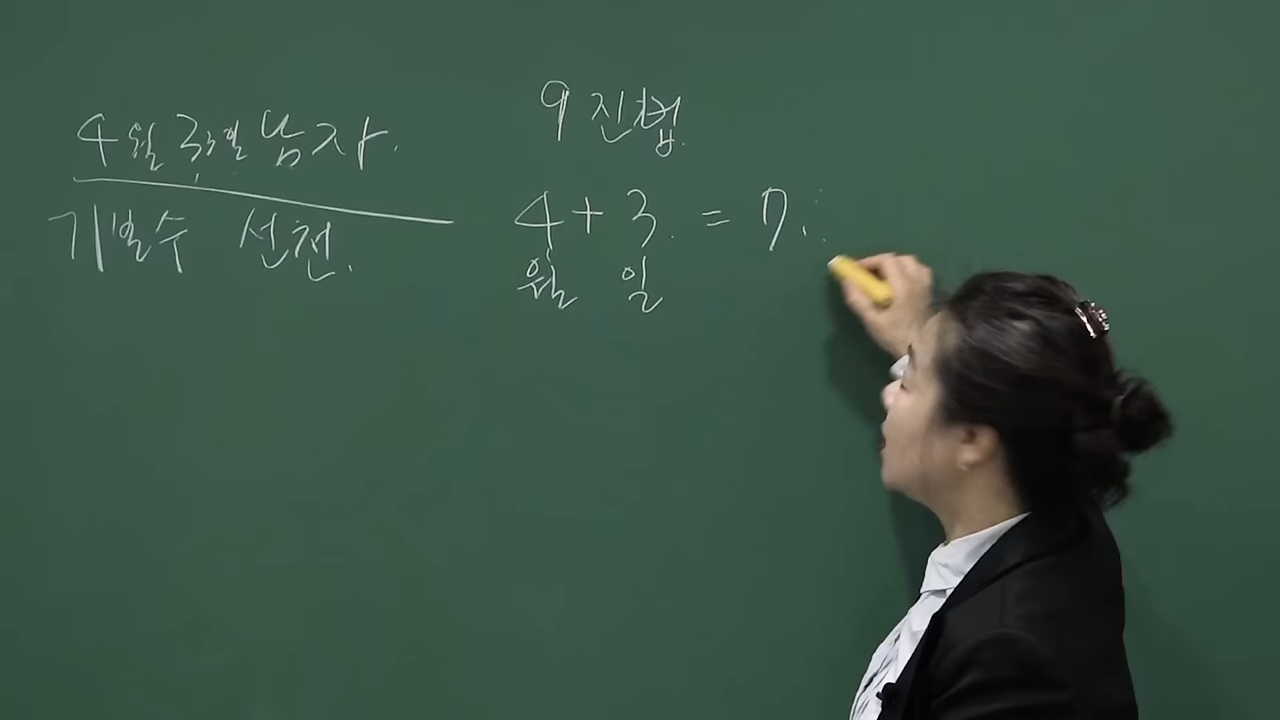 4월 3일 남자.
기본수 선천.
9진법.
4+3. = 7.
월 일